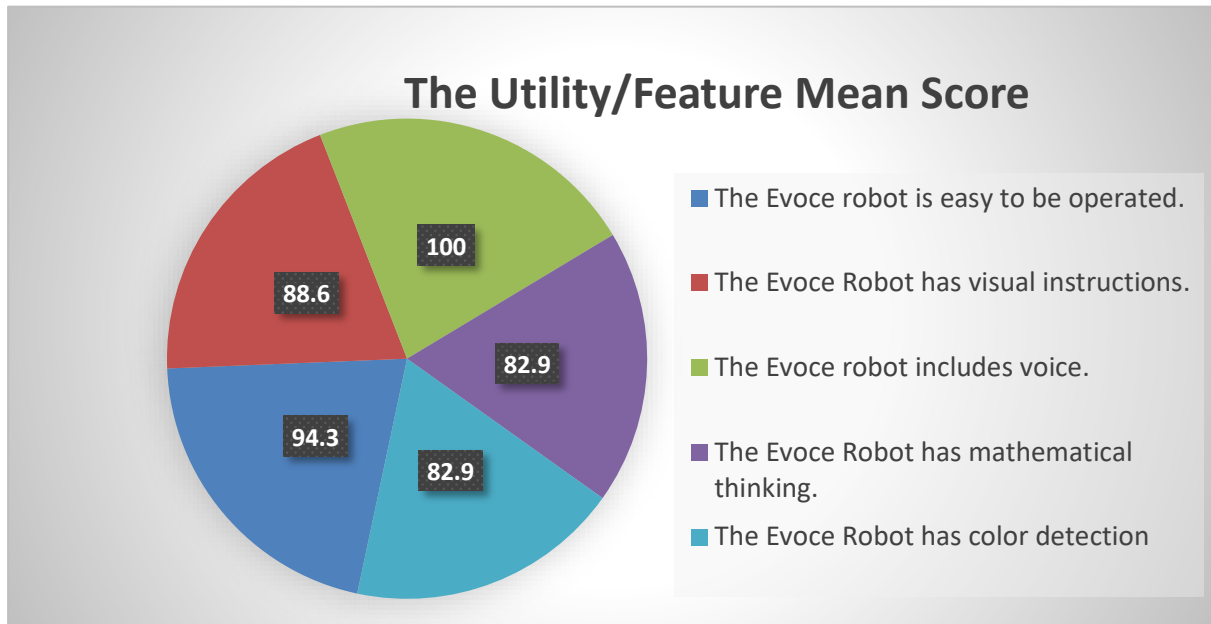 The Utility/Feature Mean Score
100
88.6
82.9
94.3
82.9
The Evoce robot is easy to be operated.
The Evoce Robot has visual instructions.
The Evoce robot includes voice.
The Evoce Robot has mathematical
thinking.
The Evoce Robot has color detection